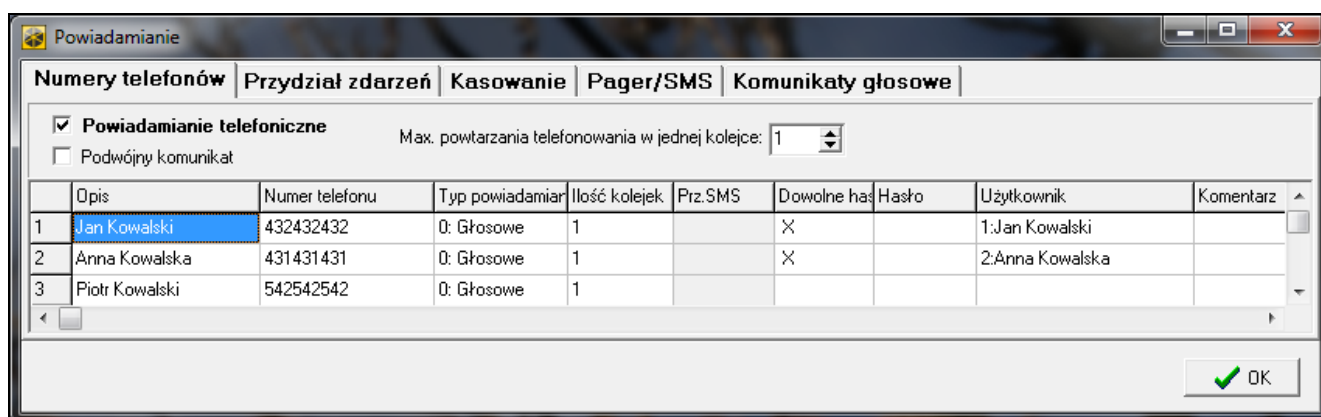 Powiadamianie
Numery telefonów Przydział zdarzeń Kasowanie Pager/SMS Komunikaty głosowe
Powiadamianie telefoniczne
Max. powtarzania telefonowania w jednej kolejce: 1
Podwójny komunikat
Opis Numer telefonu Typ powiadamian Ilość kolejek Prz.SMS Dowolne has Hasło Użytkownik Komentarz
1 Jan Kowalski 432432432 0: Głosowe 1 X 1:Jan Kowalski
2 Anna Kowalska 431431431 0: Głosowe 1 X 2:Anna Kowalska
3 Piotr Kowalski 542542542 0: Głosowe 1
OK